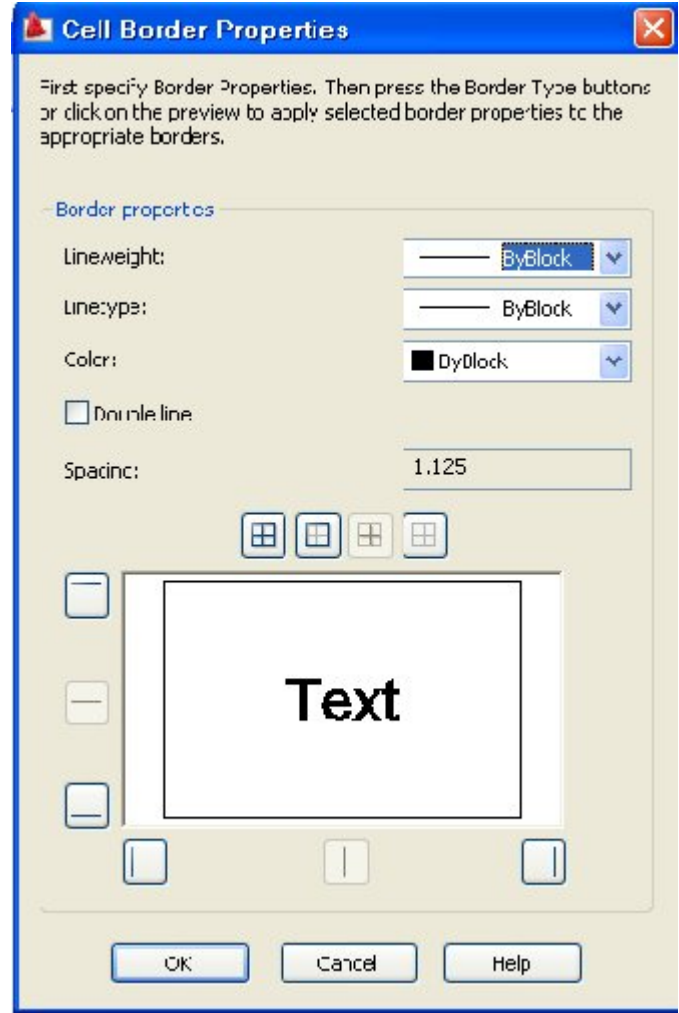 Cell Border Properties
First specify Border Properties. Then press the Border Type buttons
or click on the preview to apply selected border properties to the
appropriate borders.
Border properties
Lineweight:
ByBlock
Linetype:
ByBlock
Color:
ByBlock
Double line
Spacing:
1.125
Text
OK
Cancel
Help